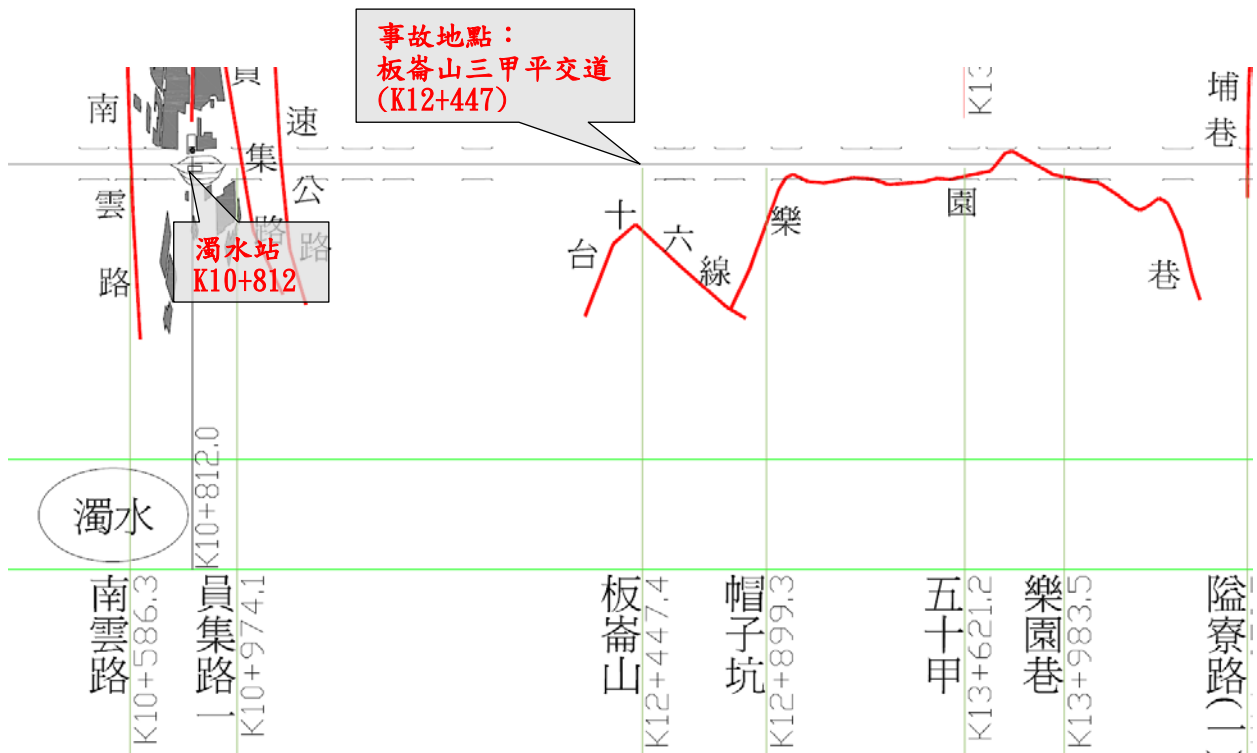 事故地點：
板崙山三甲平交道
(K12+447)
南雲路
員集路
速公路
濁水站
K10+812
台十六線
樂園巷
K13
埔巷
濁水
K10+812.0
南雲路
K10+586.3
員集路一
K10+974.1
板崙山
K12+447.4
帽子坑
K12+899.3
五十甲
K13+621.2
樂園巷
K13+983.5
隘寮路(一)